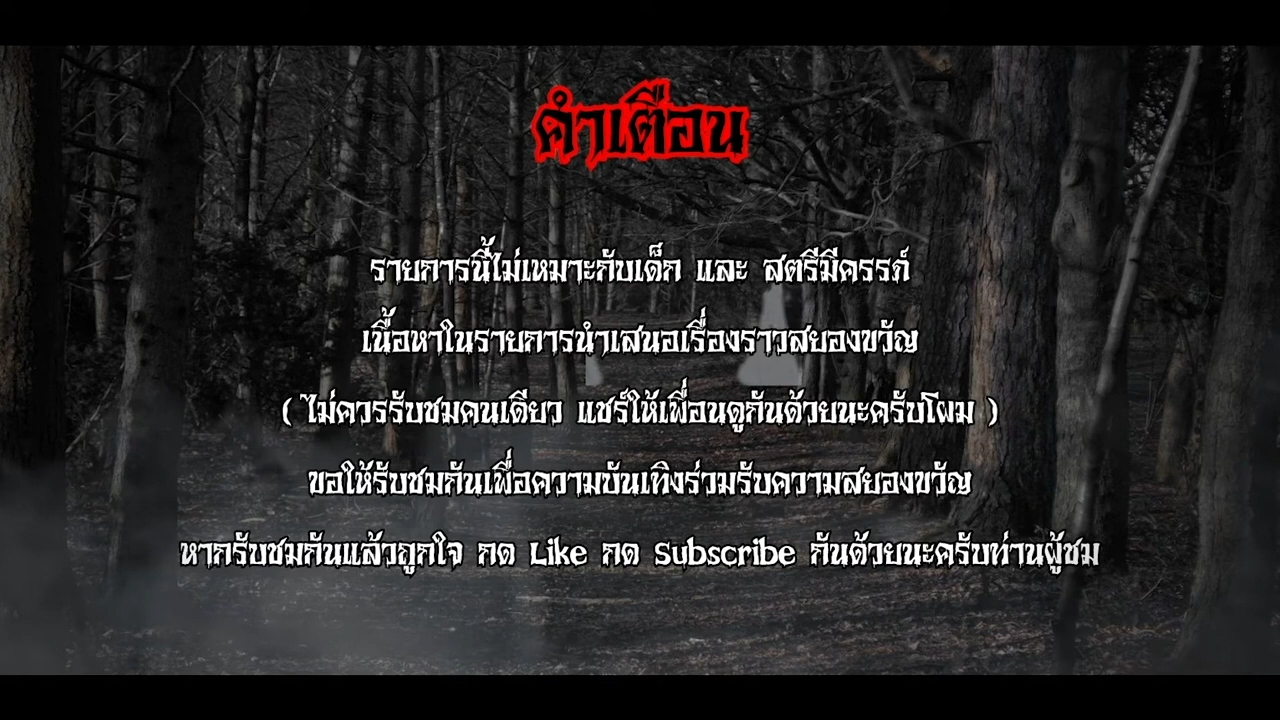 คำเตือน
รายการนี้ไม่เหมาะกับเด็ก และ สตรีมีครรภ์
เนื้อหาในรายการนำเสนอเรื่องราวสยองขวัญ
( ไม่ควรรับชมคนเดียว แชร์ให้เพื่อนดูกันด้วยนะครับโผม )
ขอให้รับชมกันเพื่อความบันเทิงร่วมรับความสยองขวัญ
หากรับชมกันแล้วถูกใจ กด Like กด Subscribe กันด้วยนะครับท่านผู้ชม